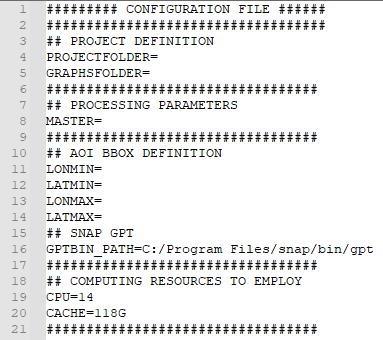 1 ######### CONFIGURATION FILE ######
2 ###################################
3 ## PROJECT DEFINITION
4 PROJECTFOLDER=
5 GRAPHSFOLDER=
6 ##################################
7 ## PROCESSING PARAMETERS
8 MASTER=
9 ##################################
10 ## AOI BBOX DEFINITION
11 LONMIN=
12 LATMIN=
13 LONMAX=
14 LATMAX=
15 ## SNAP GPT
16 GPTBIN_PATH=C:/Program Files/snap/bin/gpt
17 ##################################
18 ## COMPUTING RESOURCES TO EMPLOY
19 CPU=14
20 CACHE=118G
21 ##################################